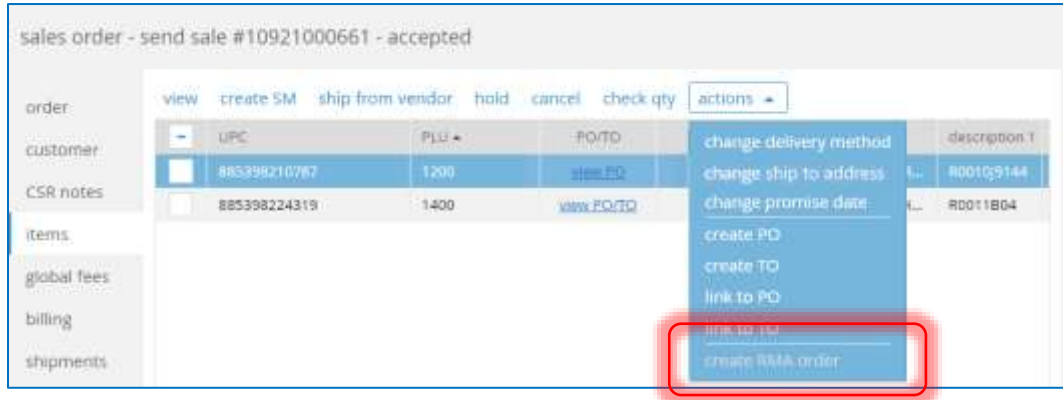 sales order - send sale #10921000661 - accepted
order
customer
CSR notes
items
global fees
billing
shipments
view create SM ship from vendor hold cancel check qty actions
UPC PLU PO/TO description 1
885398210787 1200 view PO
885398224319 1400 view PO/TO R0011B04
change delivery method
change ship to address
change promise date
create PO
create TO
link to PO
link to TO
create RMA order